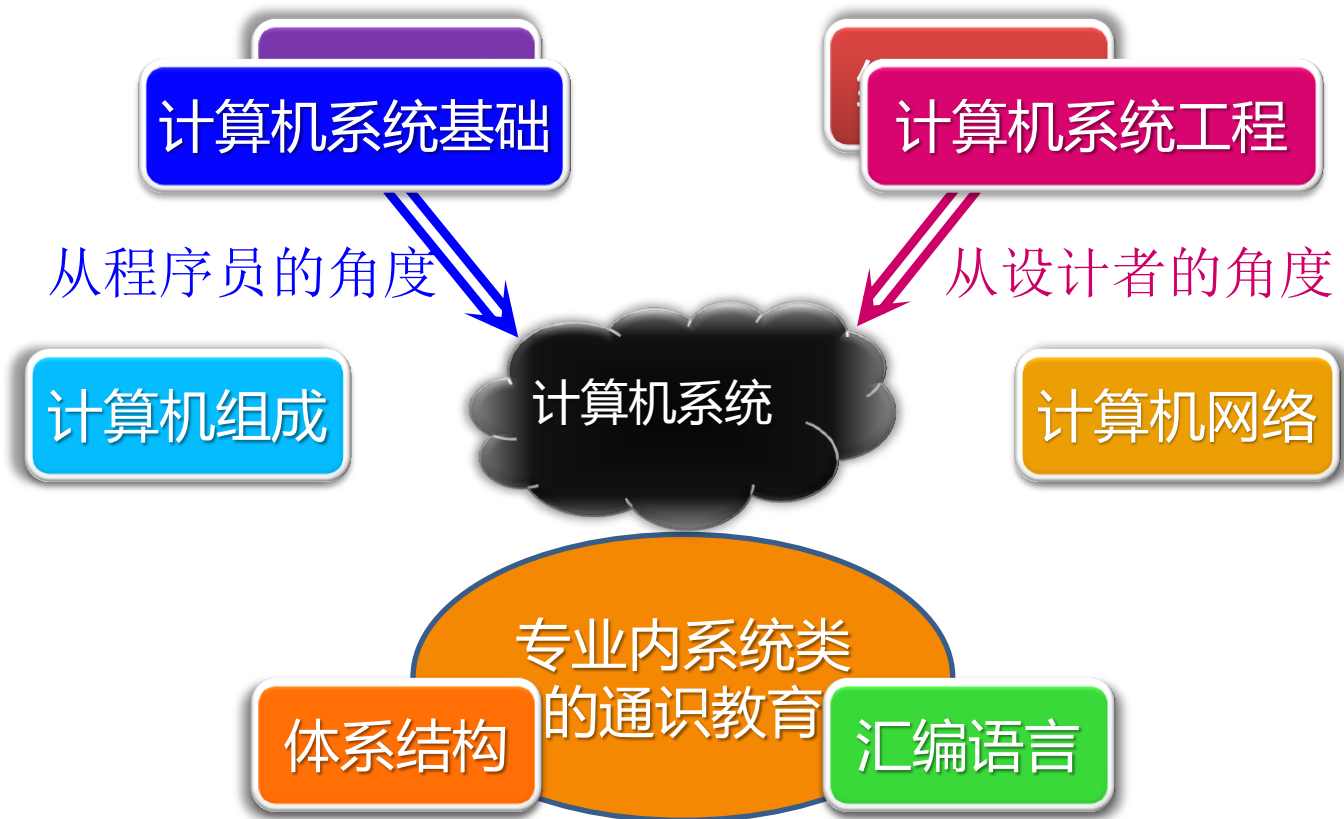 计算机系统基础
计算机系统工程
从程序员的角度
从设计者的角度
计算机系统
计算机组成
计算机网络
专业内系统类
的通识教育
体系结构
汇编语言